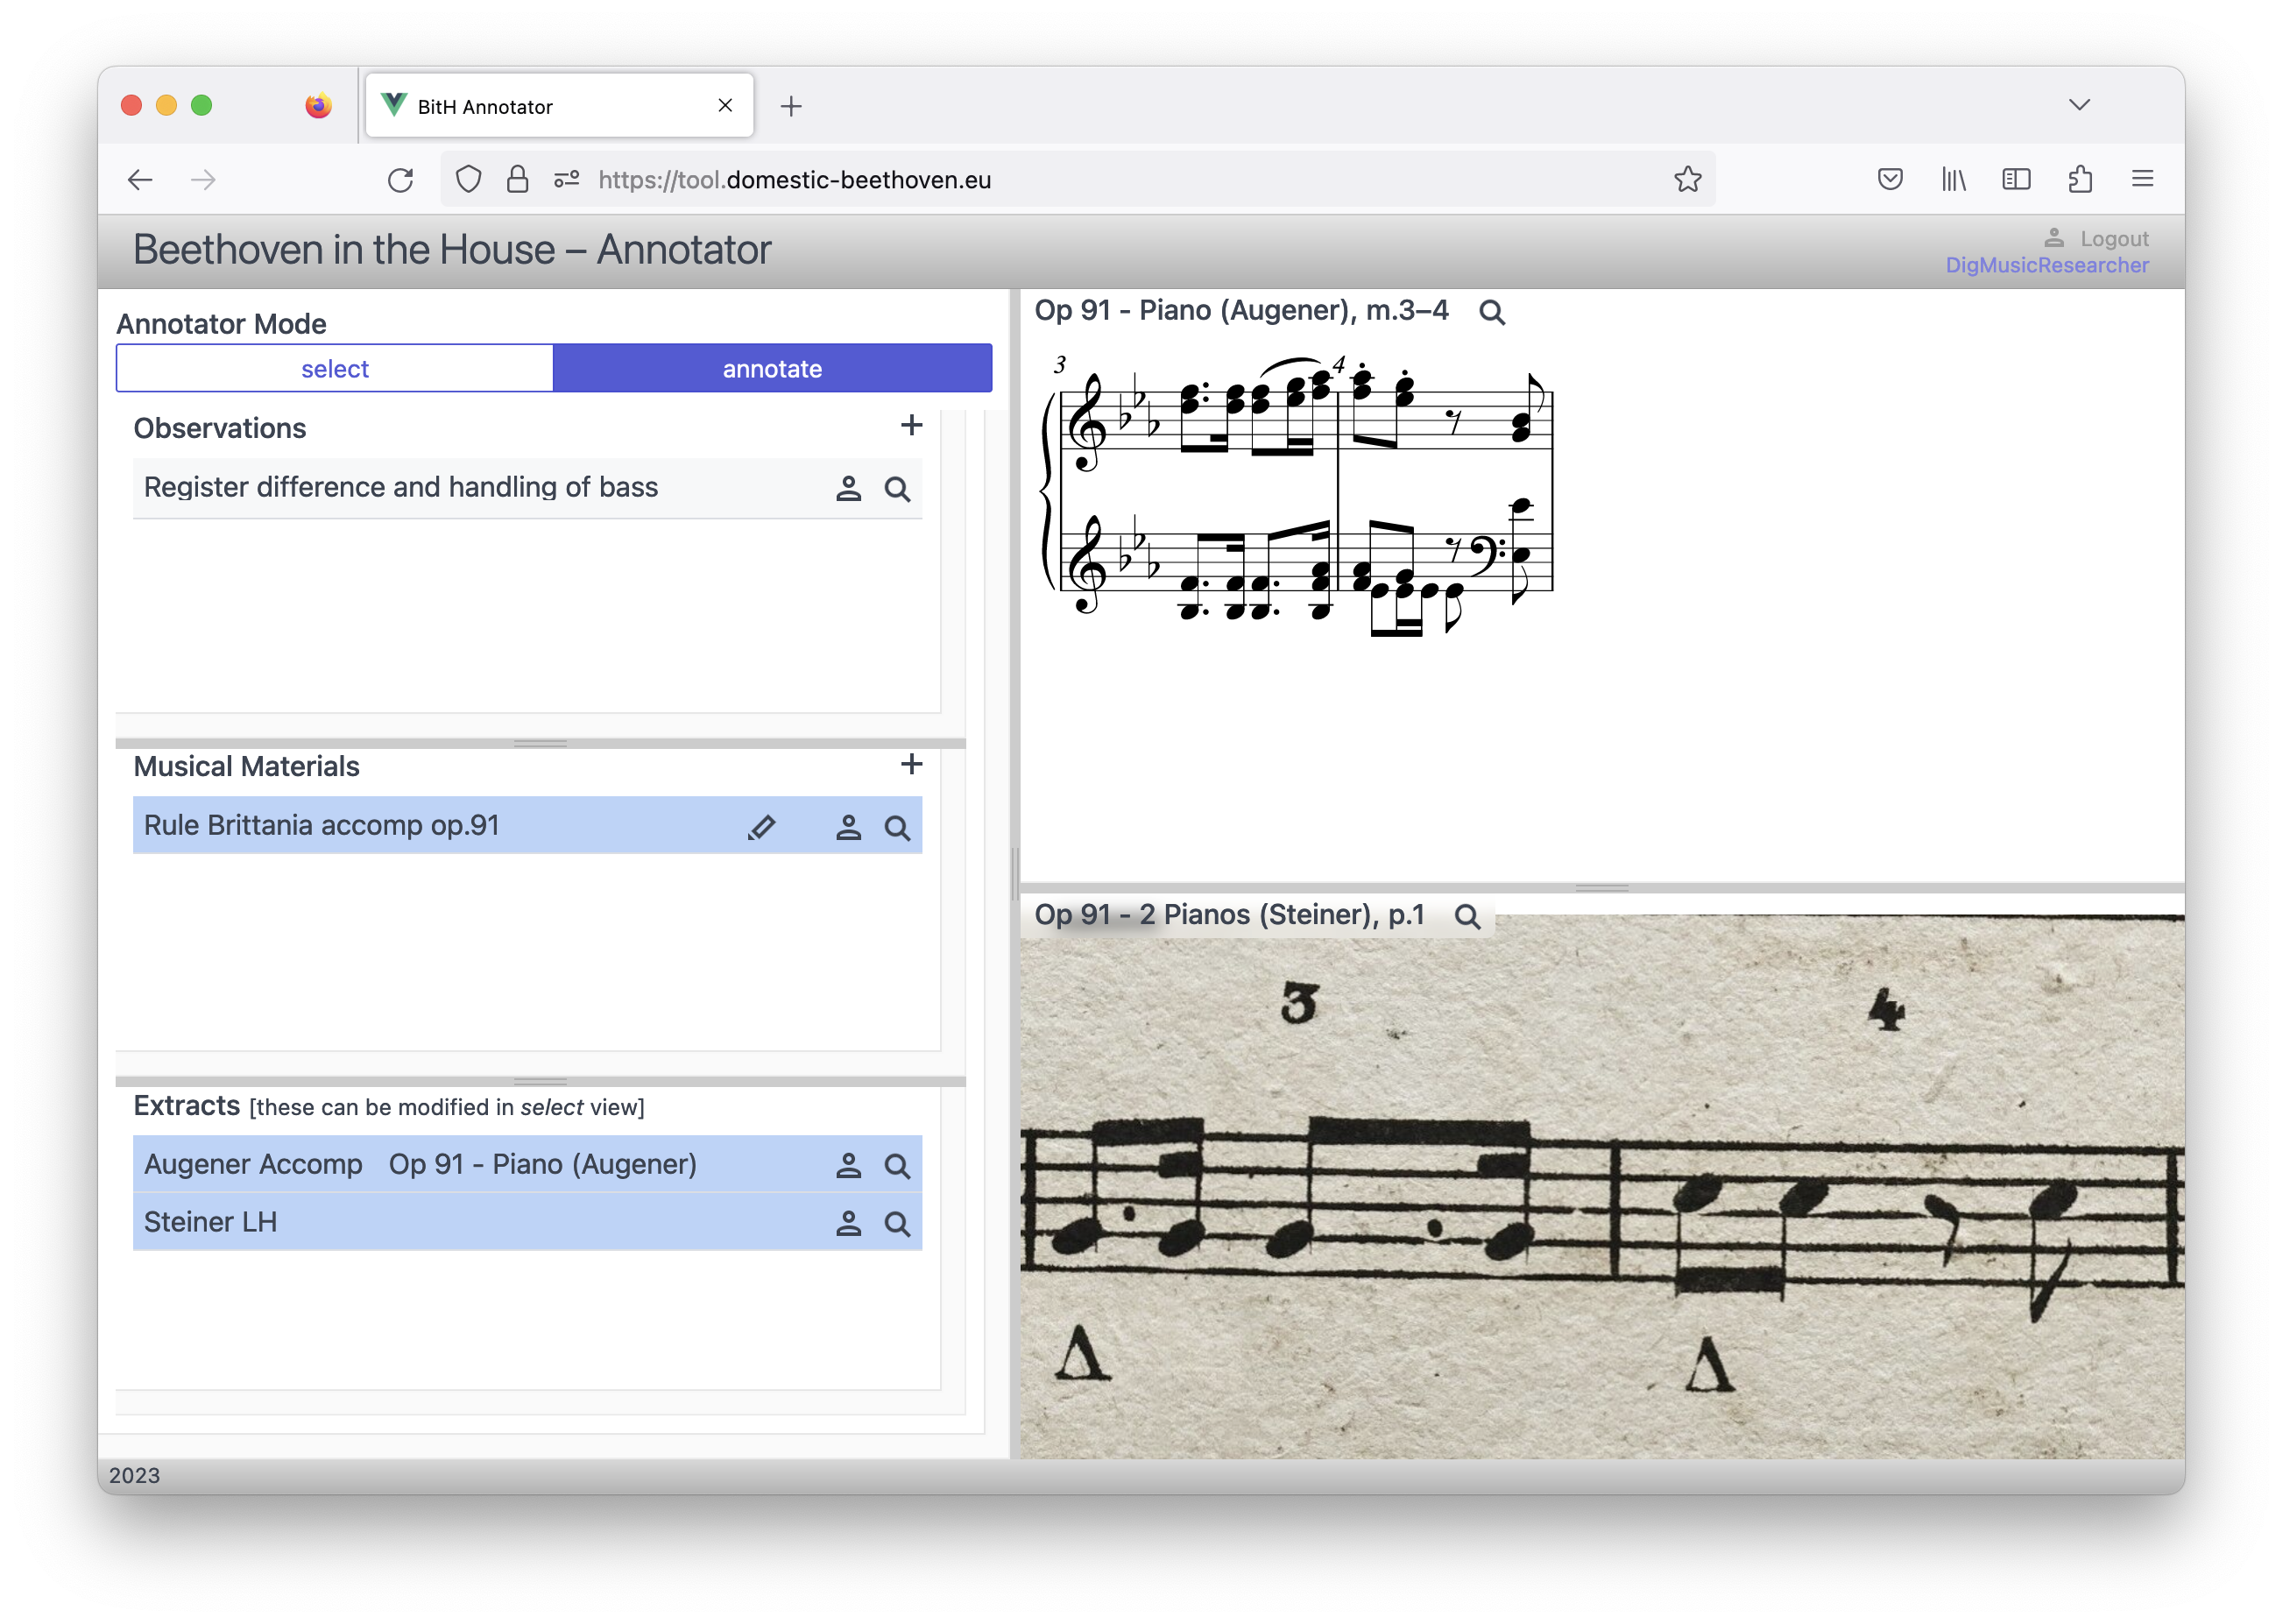 BitH Annotator
https://tool.domestic-beethoven.eu
Beethoven in the House – Annotator
Logout
DigMusicResearcher
Annotator Mode
select
annotate
Observations
Register difference and handling of bass
Musical Materials
Rule Brittania accomp op.91
Extracts [these can be modified in select view]
Augener Accomp Op 91 - Piano (Augener)
Steiner LH
Op 91 - Piano (Augener), m.3–4
3 4
Op 91 - 2 Pianos (Steiner), p.1
3 4
2023